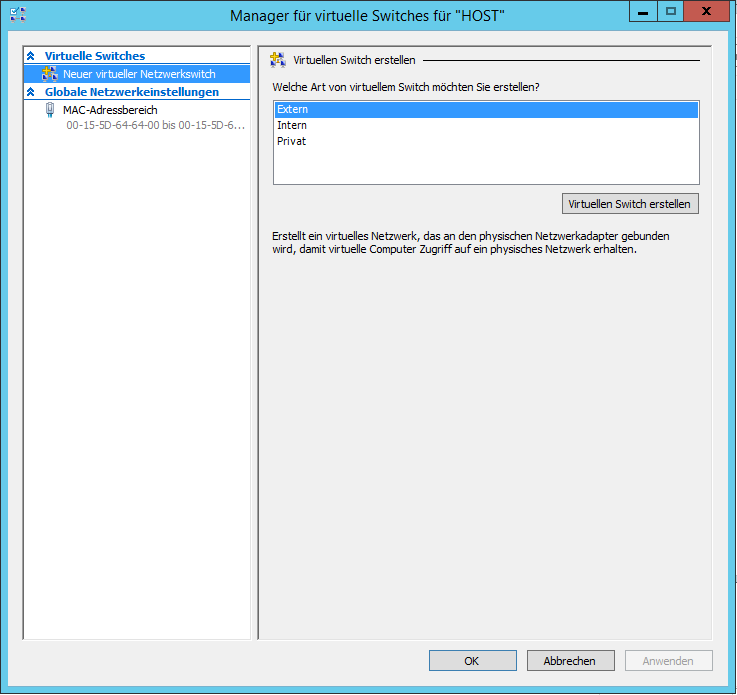 Manager für virtuelle Switches für "HOST"
Virtuelle Switches
Neuer virtueller Netzwerkswitch
Globale Netzwerkeinstellungen
MAC-Adressbereich
00-15-5D-64-64-00 bis 00-15-5D-6...
Virtuellen Switch erstellen
Welche Art von virtuellem Switch möchten Sie erstellen?
Extern
Intern
Privat
Virtuellen Switch erstellen
Erstellt ein virtuelles Netzwerk, das an den physischen Netzwerkadapter gebunden
wird, damit virtuelle Computer Zugriff auf ein physisches Netzwerk erhalten.
OK
Abbrechen
Anwenden